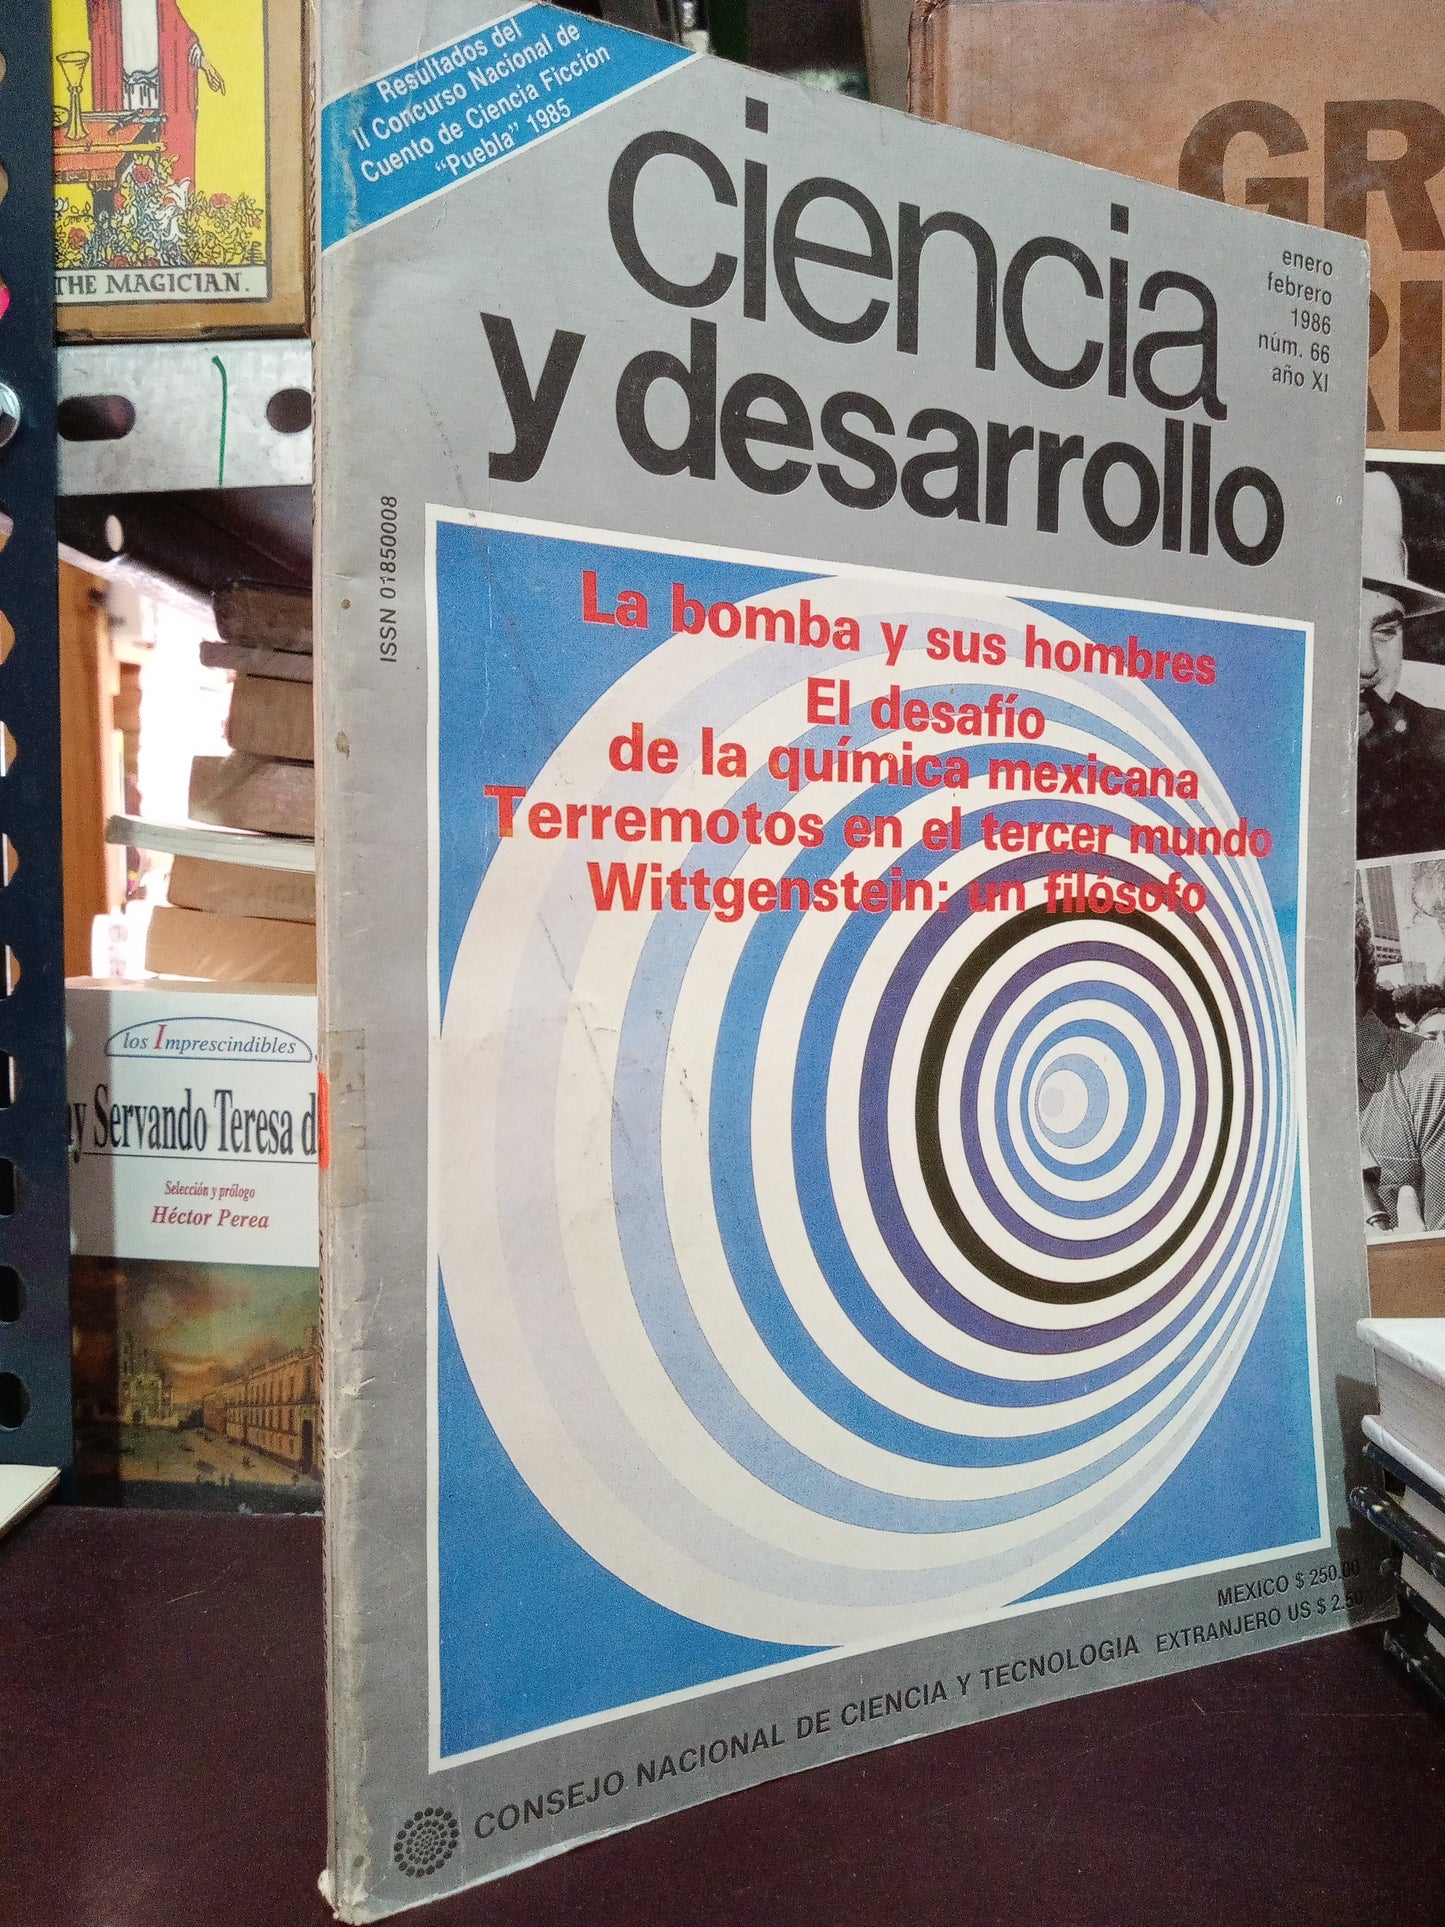 Resultados del
II Concurso Nacional de
Cuento de Ciencia Ficción
“Puebla” 1985
ciencia
y desarrollo
enero
febrero
1986
núm. 66
año XI
ISSN 01850008
La bomba y sus hombres
El desafío
de la química mexicana
Terremotos en el tercer mundo
Wittgenstein: un filósofo
MEXICO $ 250.00
EXTRANJERO US $ 2.50
CONSEJO NACIONAL DE CIENCIA Y TECNOLOGIA
THE MAGICIAN.
los Imprescindibles
Servando Teresa d
Selección y prólogo
Héctor Perea
GR